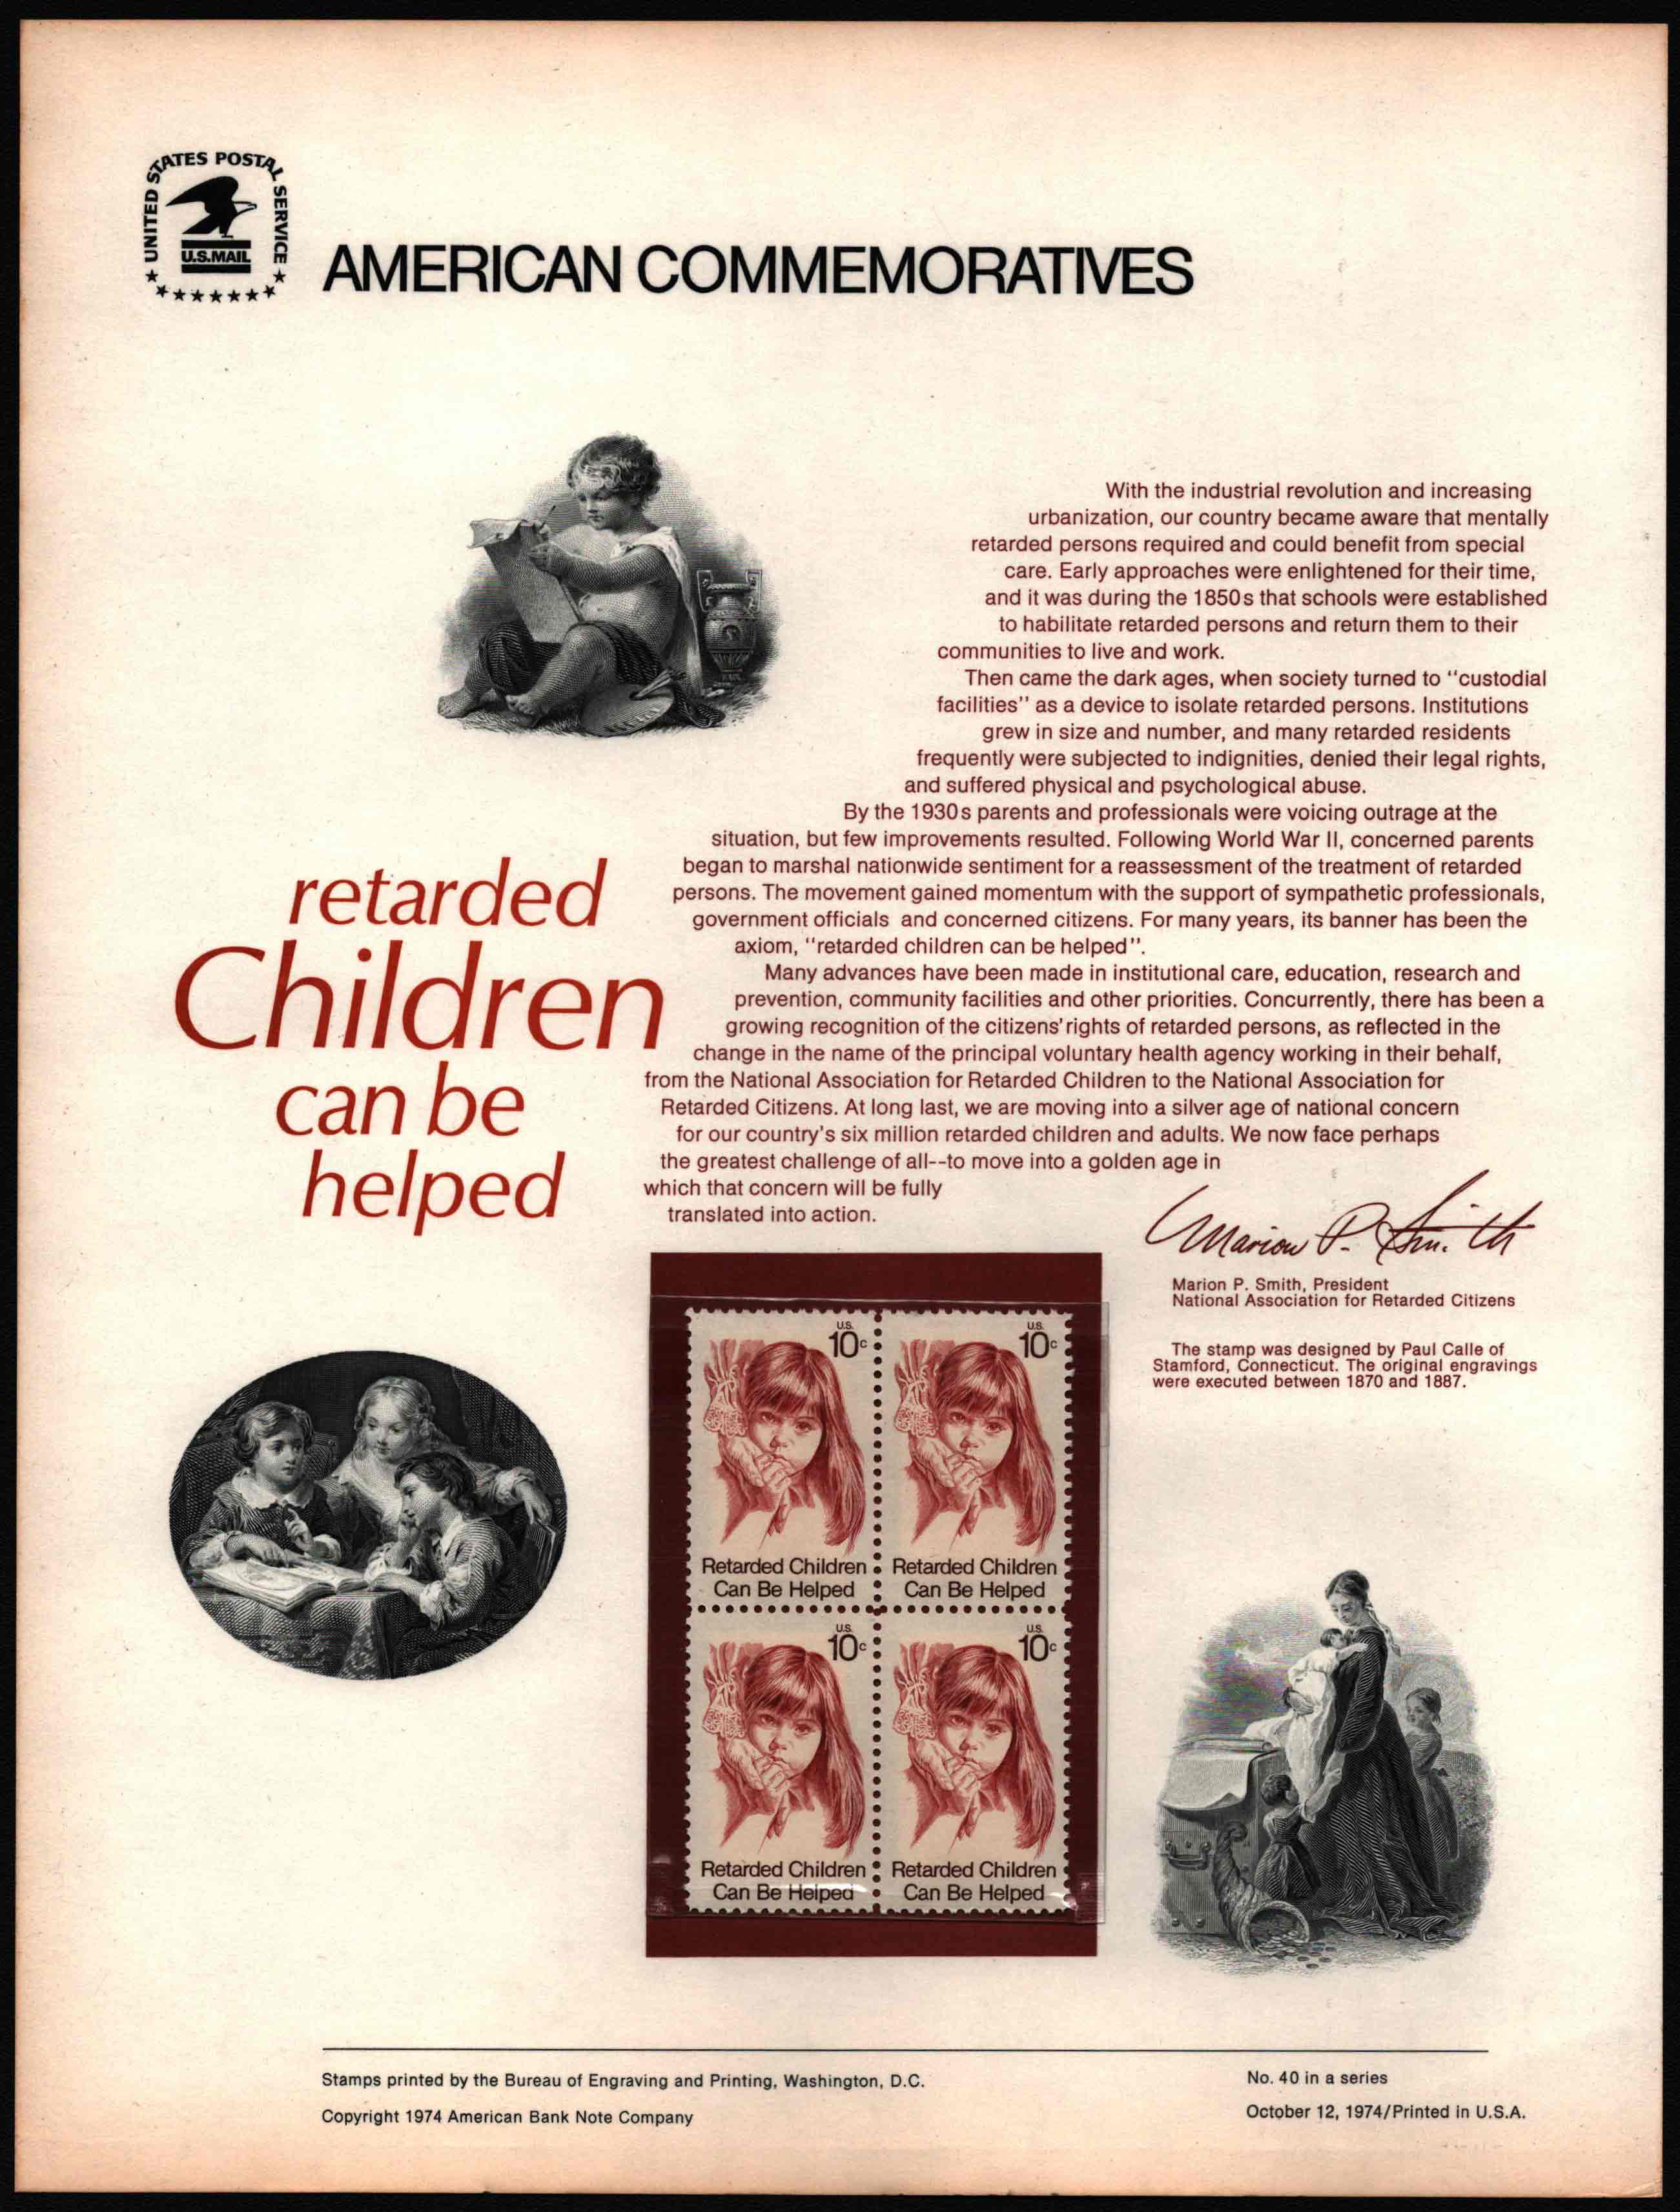 UNITED STATES POSTAL SERVICE
U.S.MAIL
AMERICAN COMMEMORATIVES
With the industrial revolution and increasing
urbanization, our country became aware that mentally
retarded persons required and could benefit from special
care. Early approaches were enlightened for their time,
and it was during the 1850s that schools were established
to habilitate retarded persons and return them to their
communities to live and work.
Then came the dark ages, when society turned to "custodial
facilities" as a device to isolate retarded persons. Institutions
grew in size and number, and many retarded residents
frequently were subjected to indignities, denied their legal rights,
and suffered physical and psychological abuse.
By the 1930s parents and professionals were voicing outrage at the
situation, but few improvements resulted. Following World War II, concerned parents
began to marshal nationwide sentiment for a reassessment of the treatment of retarded
persons. The movement gained momentum with the support of sympathetic professionals,
government officials and concerned citizens. For many years, its banner has been the
axiom, "retarded children can be helped".
Many advances have been made in institutional care, education, research and
prevention, community facilities and other priorities. Concurrently, there has been a
growing recognition of the citizens' rights of retarded persons, as reflected in the
change in the name of the principal voluntary health agency working in their behalf,
from the National Association for Retarded Children to the National Association for
Retarded Citizens. At long last, we are moving into a silver age of national concern
for our country's six million retarded children and adults. We now face perhaps
the greatest challenge of all--to move into a golden age in
which that concern will be fully
translated into action.
retarded
Children
can be
helped
Marion P. Smith
Marion P. Smith, President
National Association for Retarded Citizens
The stamp was designed by Paul Calle of
Stamford, Connecticut. The original engravings
were executed between 1870 and 1887.
U.S.
10c
Retarded Children
Can Be Helped
U.S.
10c
Retarded Children
Can Be Helped
U.S.
10c
Retarded Children
Can Be Helped
U.S.
10c
Retarded Children
Can Be Helped
Stamps printed by the Bureau of Engraving and Printing, Washington, D.C.
Copyright 1974 American Bank Note Company
No. 40 in a series
October 12, 1974/Printed in U.S.A.